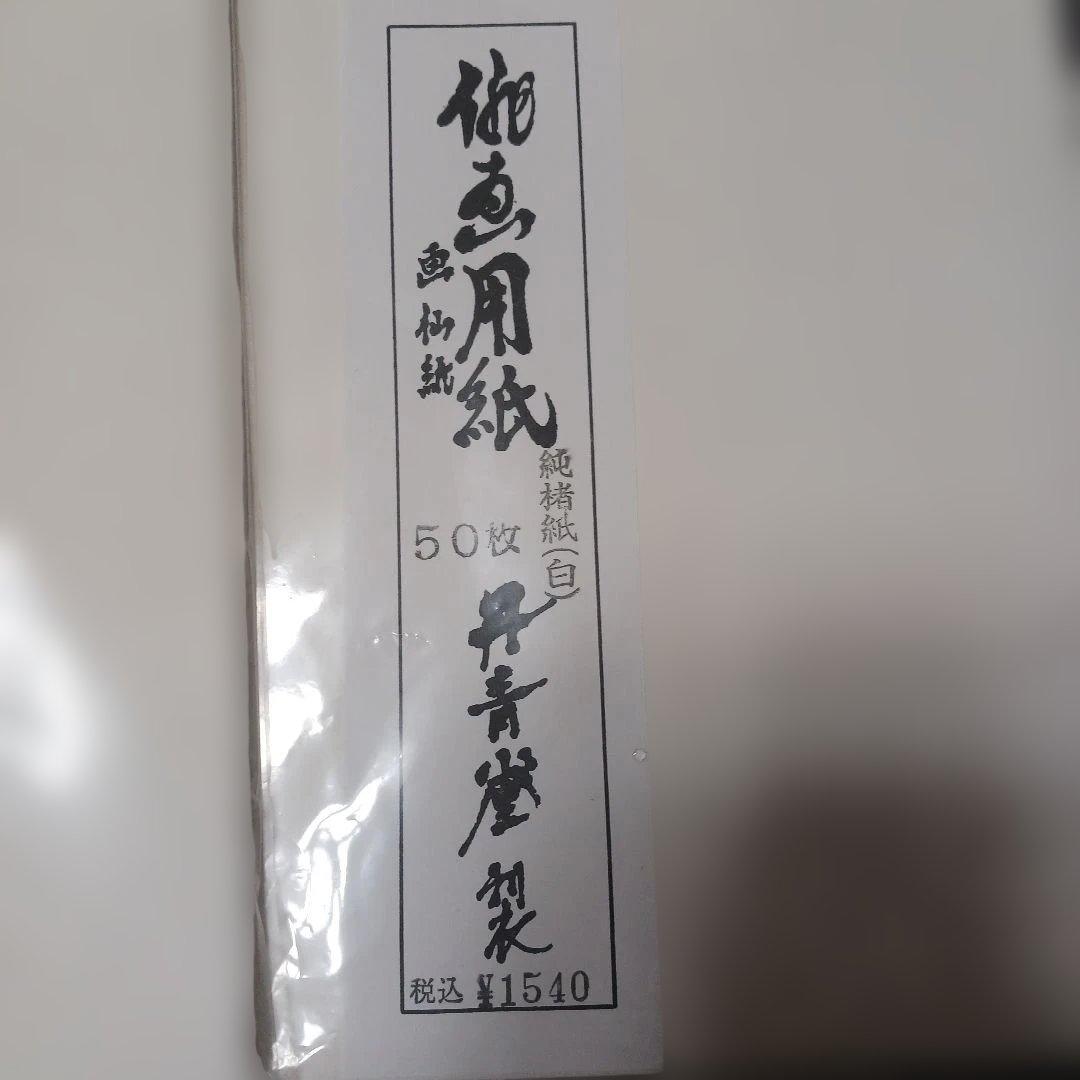 俳画用紙
画仙紙
純楮紙(白)
50枚
丹青堂製
税込 ¥1540